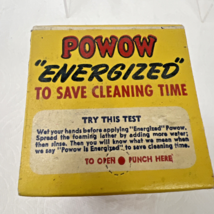 POWOW
"ENERGIZED"
TO SAVE CLEANING TIME
TRY THIS TEST
Wet your hands before applying "Energized" Powow.
Spread the foaming lather by adding more water;
then rinse. Then you will know what we mean when
we say "Powow is Energized" to save cleaning time.
TO OPEN PUNCH HERE